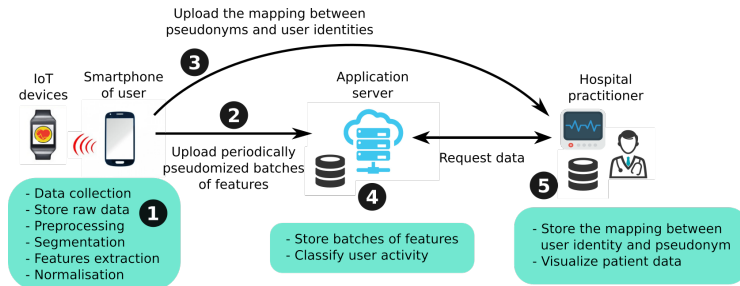 Upload the mapping between
pseudonyms and user identities
3
IoT
devices
Smartphone
of user
Application
server
Hospital
practitioner
2
Upload periodically
pseudomized batches
of features
Request data
1
- Data collection
- Store raw data
- Preprocessing
- Segmentation
- Features extraction
- Normalisation
4
- Store batches of features
- Classify user activity
5
- Store the mapping between
user identity and pseudonym
- Visualize patient data